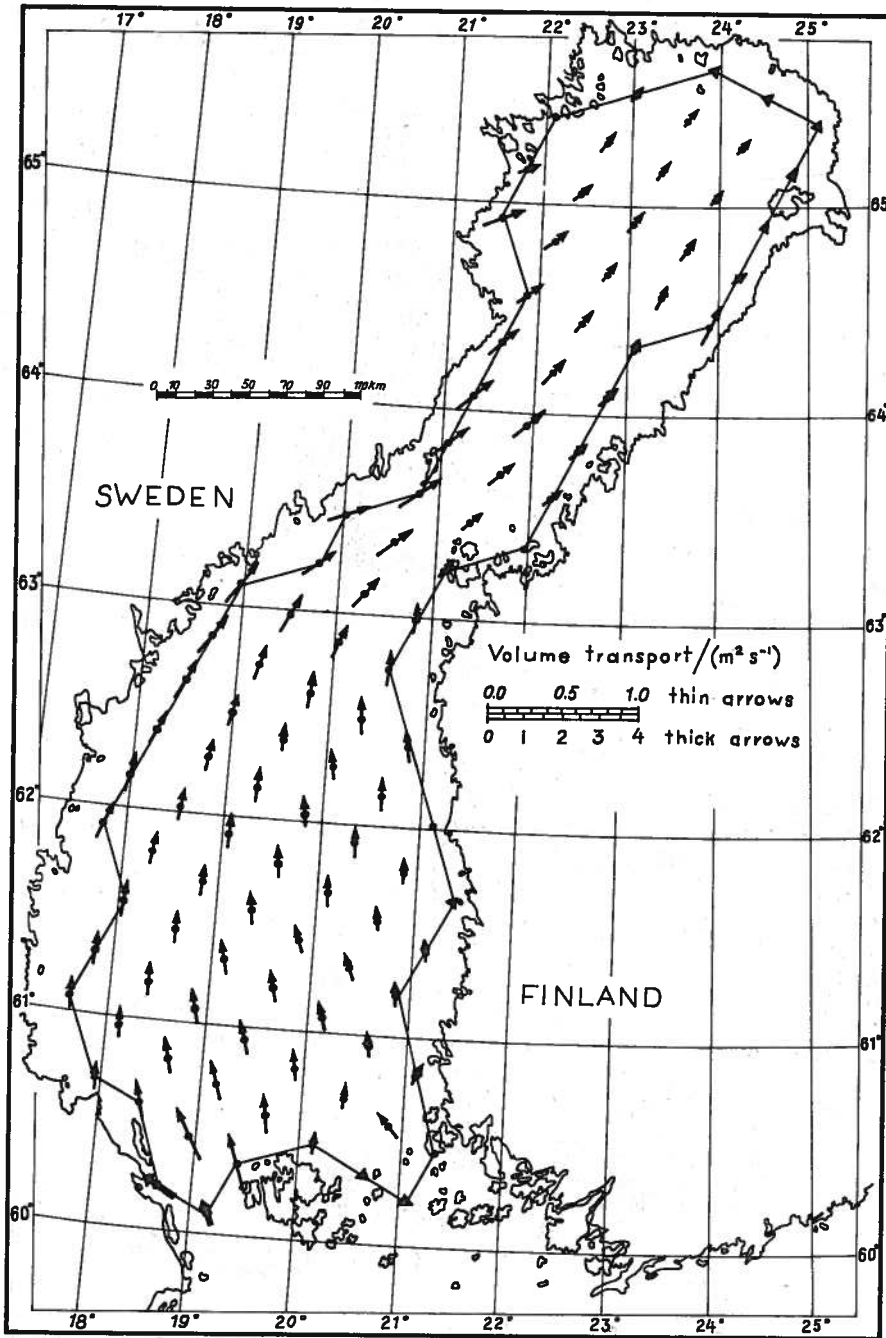 17° 18° 19° 20° 21° 22° 23° 24° 25°
65° 65°
0 10 30 50 70 90 110km
64° 64°
SWEDEN
63° 63°
Volume transport/(m² s⁻¹)
0.0 0.5 1.0 thin arrows
0 1 2 3 4 thick arrows
62° 62°
FINLAND
61° 61°
60° 60°
18° 19° 20° 21° 22° 23° 24° 25°